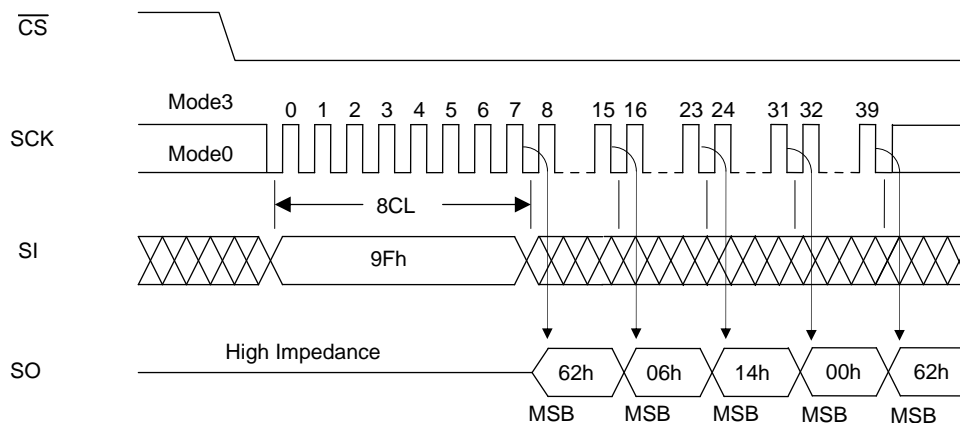 CS
Mode3
0 1 2 3 4 5 6 7 8 15 16 23 24 31 32 39
SCK
Mode0
8CL
SI
9Fh
High Impedance
SO
62h 06h 14h 00h 62h
MSB MSB MSB MSB MSB